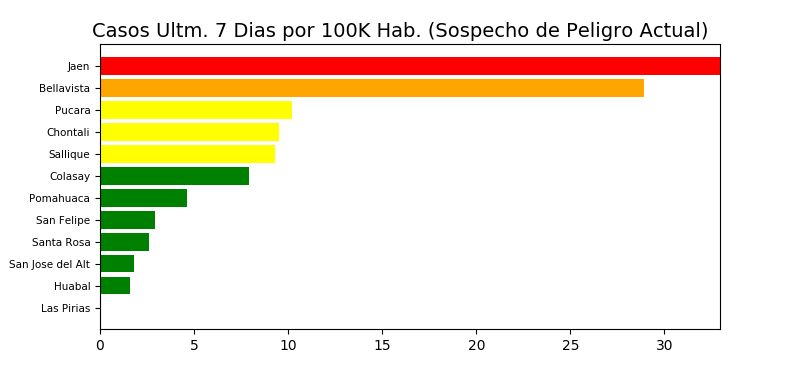 Casos Ultm. 7 Dias por 100K Hab. (Sospecho de Peligro Actual)
Jaen
Bellavista
Pucara
Chontali
Sallique
Colasay
Pomahuaca
San Felipe
Santa Rosa
San Jose del Alt
Huabal
Las Pirias
0 5 10 15 20 25 30